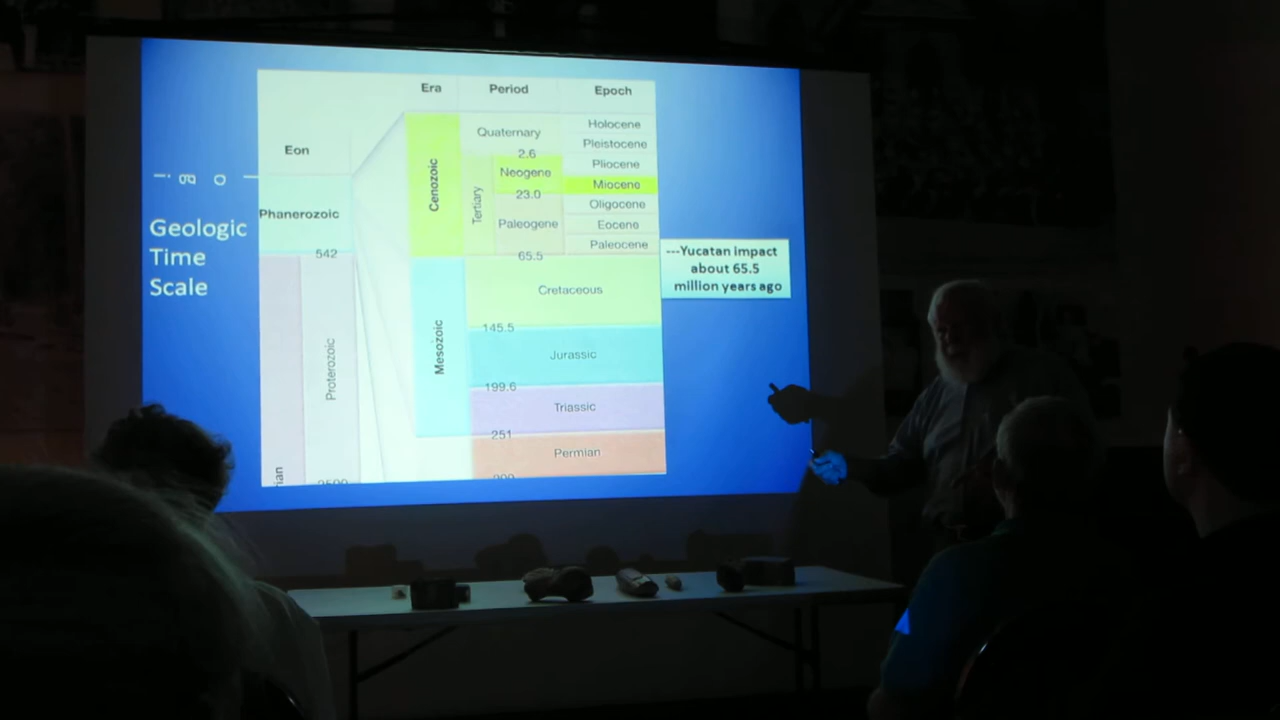 Era Period Epoch
Eon
Quaternary
Holocene
Pleistocene
2.6
Pliocene
Neogene
Miocene
23.0
Oligocene
Paleogene
Eocene
Paleocene
65.5
Cenozoic
Tertiary
Phanerozoic
542
Geologic
Time
Scale
---Yucatan impact
about 65.5
million years ago
Cretaceous
145.5
Jurassic
199.6
Triassic
251
Permian
Mesozoic
Proterozoic